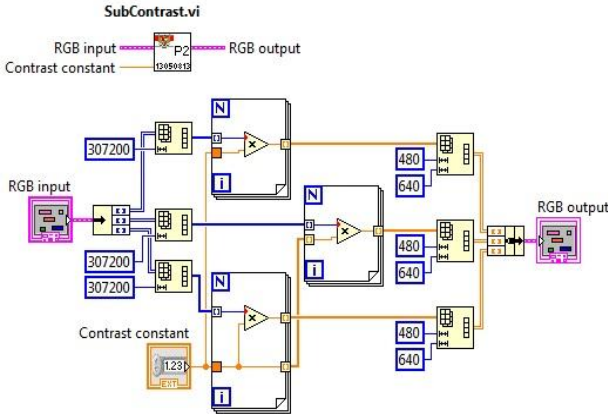 SubContrast.vi
RGB input
RGB output
P2
Contrast constant
13050813
N
307200
480
640
i
RGB input
N
RGB output
480
640
i
307200
307200
N
Contrast constant
480
640
1.23
EXT
i